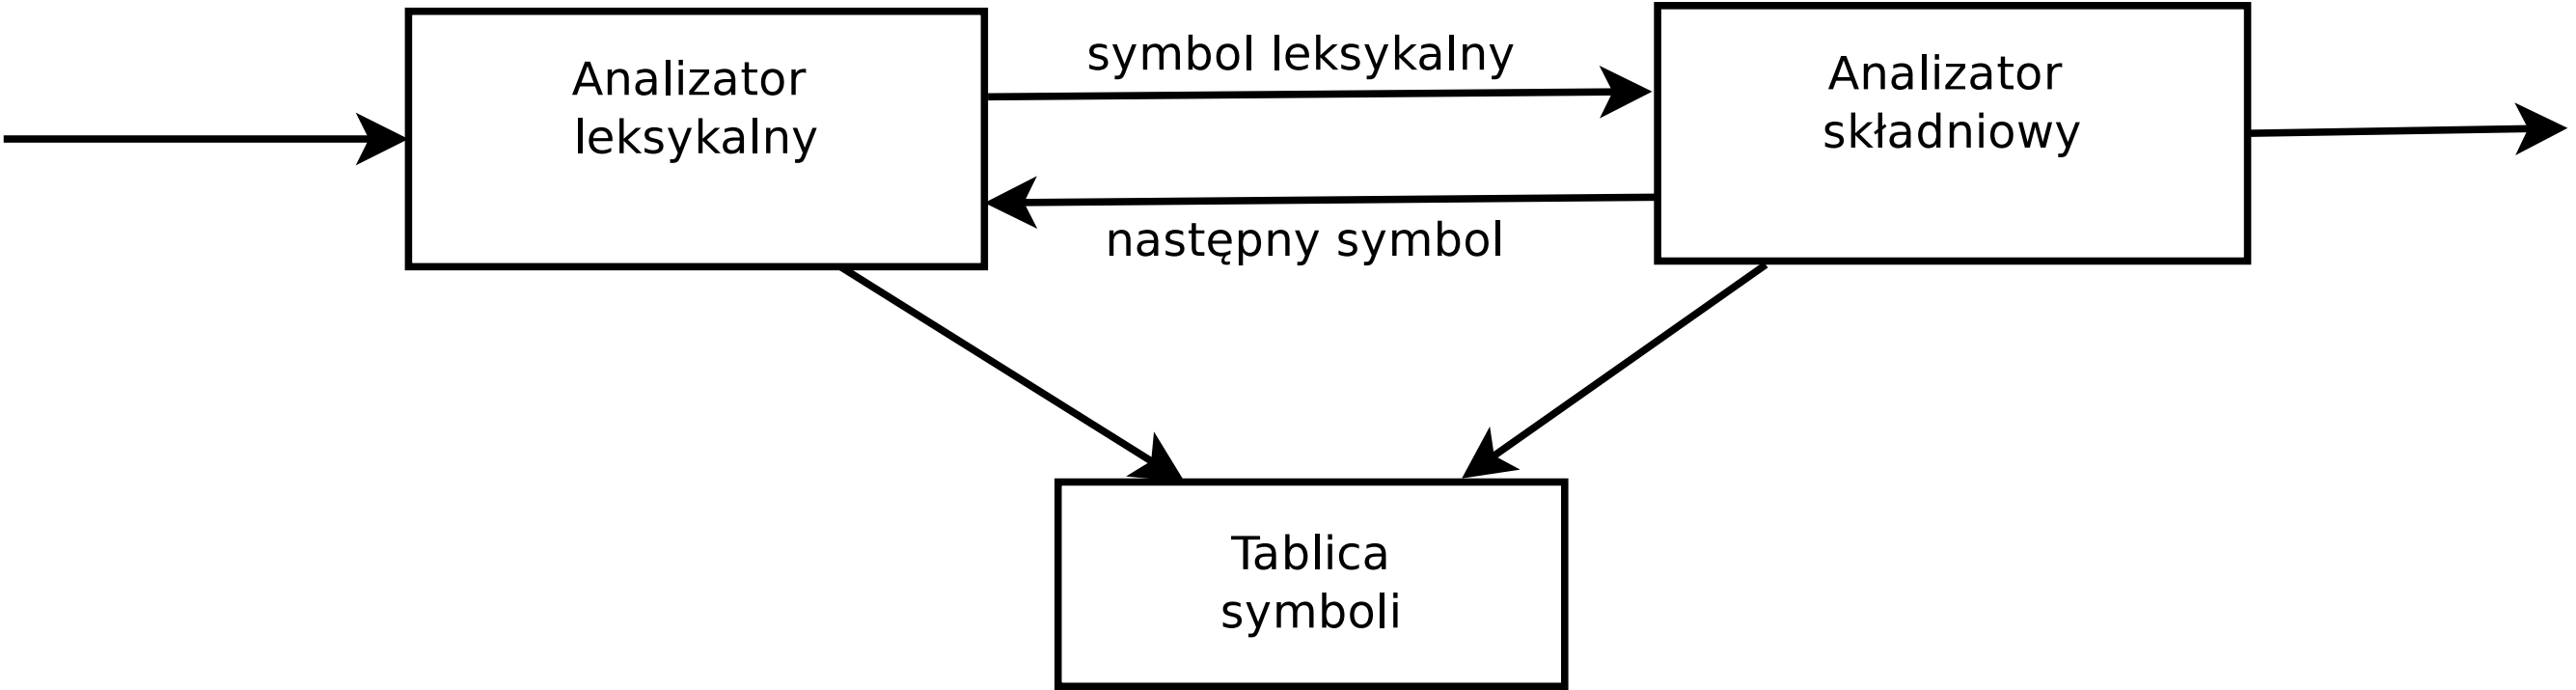 Analizator
leksykalny
symbol leksykalny
następny symbol
Analizator
składniowy
Tablica
symboli